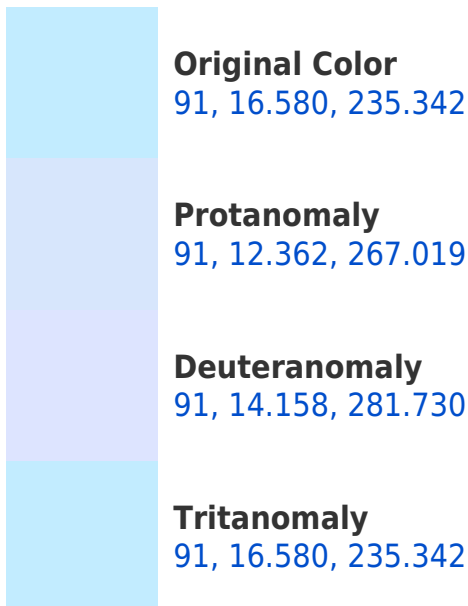 Original Color
91, 16.580, 235.342
Protanomaly
91, 12.362, 267.019
Deuteranomaly
91, 14.158, 281.730
Tritanomaly
91, 16.580, 235.342